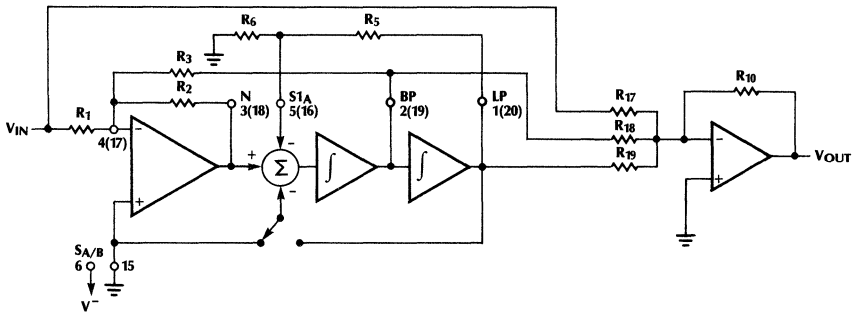 R6 R5
R3
R2
N
3(18)
S1A
5(16)
BP
2(19)
LP
1(20)
R1
VIN
4(17)
−
+
+
−
Σ
−
∫
∫
R17
R18
R19
R10
−
+
VOUT
SA/B
6
15
V−